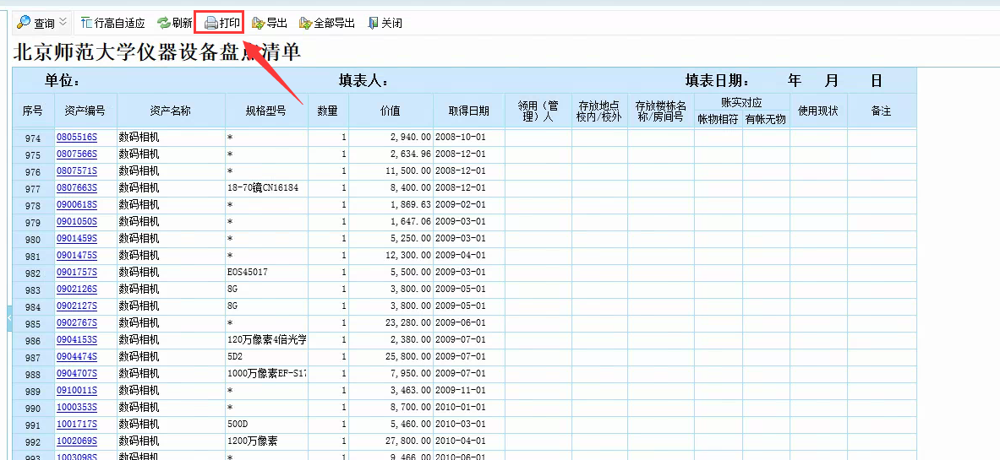 查询 行高自适应 刷新 打印 导出 全部导出 关闭
北京师范大学仪器设备盘点清单
单位： 填表人： 填表日期： 年 月 日
序号 资产编号 资产名称 规格型号 数量 价值 取得日期 领用（管理）人 存放地点校内/校外 存放楼栋名称/房间号 账实对应 帐物相符 有帐无物 使用现状 备注
974 0805516S 数码相机 * 1 2,940.00 2008-10-01
975 0807566S 数码相机 * 1 2,634.96 2008-12-01
976 0807571S 数码相机 * 1 11,500.00 2008-12-01
977 0807663S 数码相机 18-70镜CN16184 1 8,400.00 2008-12-01
978 0900618S 数码相机 * 1 1,869.63 2009-02-01
979 0901050S 数码相机 * 1 1,647.06 2009-03-01
980 0901459S 数码相机 * 1 5,250.00 2009-03-01
981 0901475S 数码相机 * 1 12,300.00 2009-04-01
982 0901757S 数码相机 EOS45017 1 5,500.00 2009-03-01
983 0902126S 数码相机 8G 1 3,800.00 2009-05-01
984 0902127S 数码相机 8G 1 3,800.00 2009-05-01
985 0902767S 数码相机 * 1 23,280.00 2009-06-01
986 0904153S 数码相机 120万像素4倍光学 1 2,380.00 2009-07-01
987 0904474S 数码相机 5D2 1 25,800.00 2009-07-01
988 0904707S 数码相机 1000万像素EF-S17 1 7,950.00 2009-07-01
989 0910011S 数码相机 * 1 3,463.00 2009-11-01
990 1000353S 数码相机 * 1 8,700.00 2010-01-01
991 1001717S 数码相机 500D 1 5,460.00 2010-03-01
992 1002069S 数码相机 1200万像素 1 27,800.00 2010-04-01
993 1003098S 数码相机 * 1 9,466.00 2010-06-01